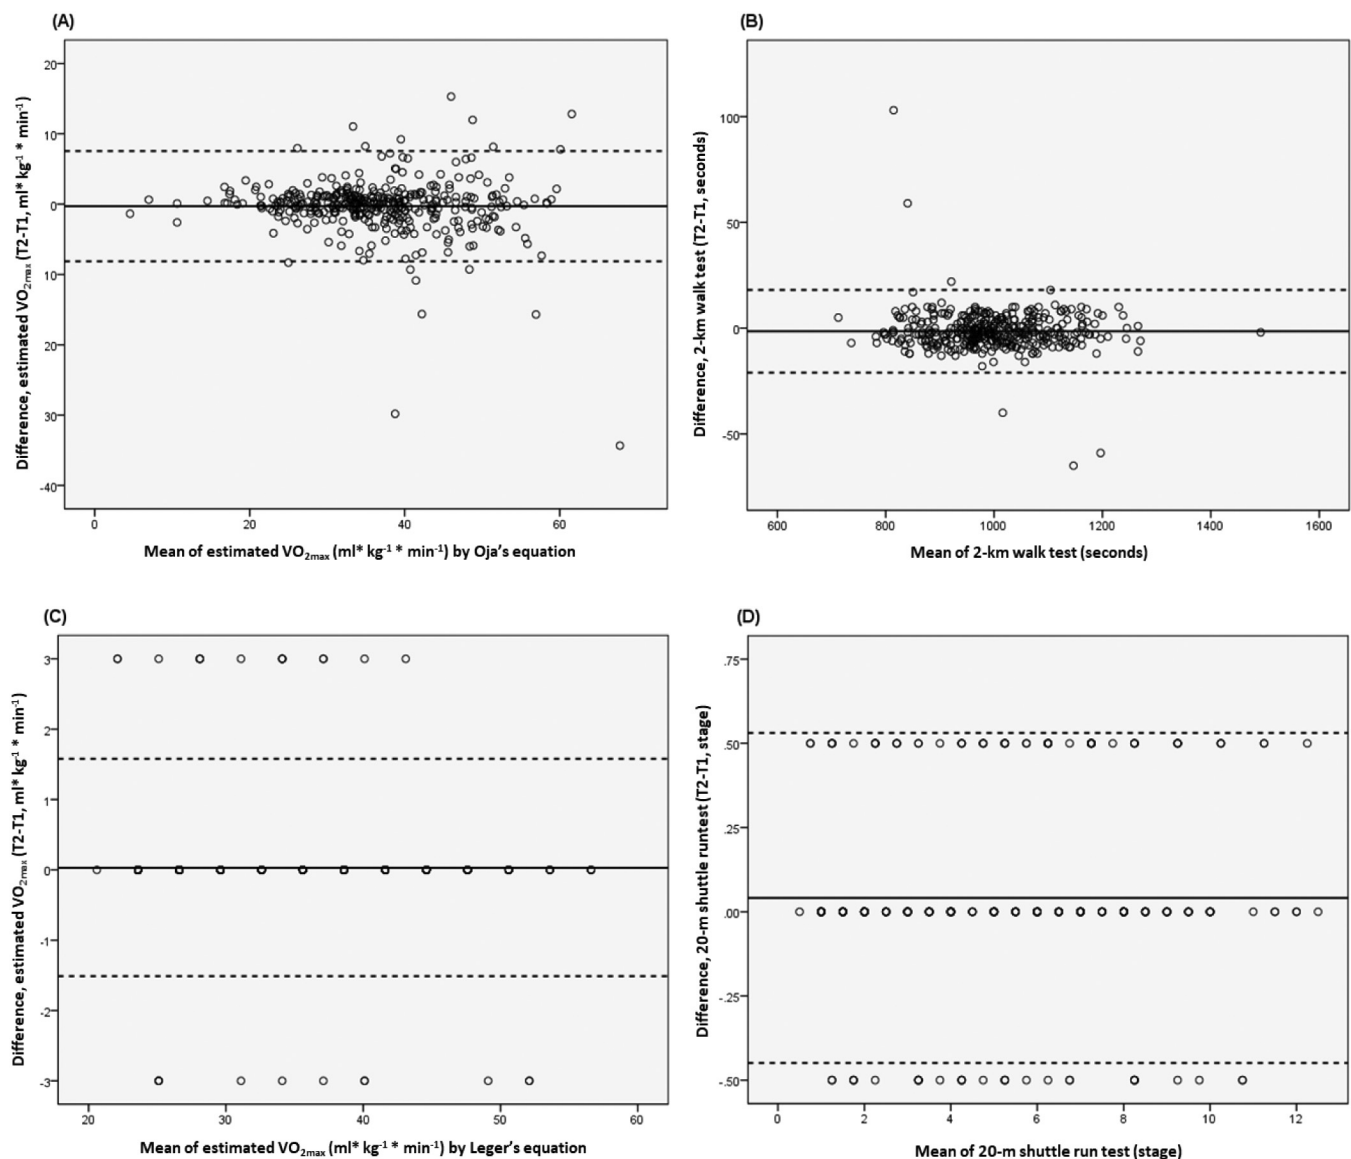 (A)
Difference, estimated VO2max (T2-T1, ml* kg-1 * min-1)
20
10
0
10
20
30
-40
0 20 40 60
Mean of estimated VO2max (ml* kg-1 * min-1) by Oja's equation
(B)
Difference, 2-km walk test (T2-T1, seconds)
100
50
0
-50
600 800 1000 1200 1400 1600
Mean of 2-km walk test (seconds)
(C)
Difference, estimated VO2max (T2-T1, ml* kg-1 * min-1)
3
2
1
0
-1
-2
-3
20 30 40 50 60
Mean of estimated VO2max (ml* kg-1 * min-1) by Leger's equation
(D)
Difference, 20-m shuttle runtest (T2-T1, stage)
.75
.50
.25
.00
-.25
-.50
0 2 4 6 8 10 12
Mean of 20-m shuttle run test (stage)